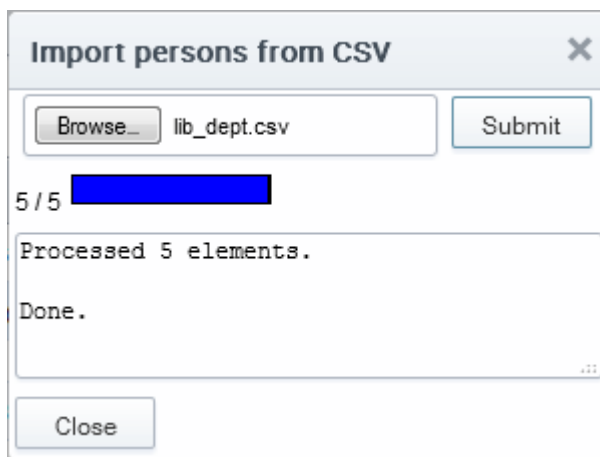 Import persons from CSV
Browse... lib_dept.csv Submit
5 / 5
Processed 5 elements.
Done.
Close